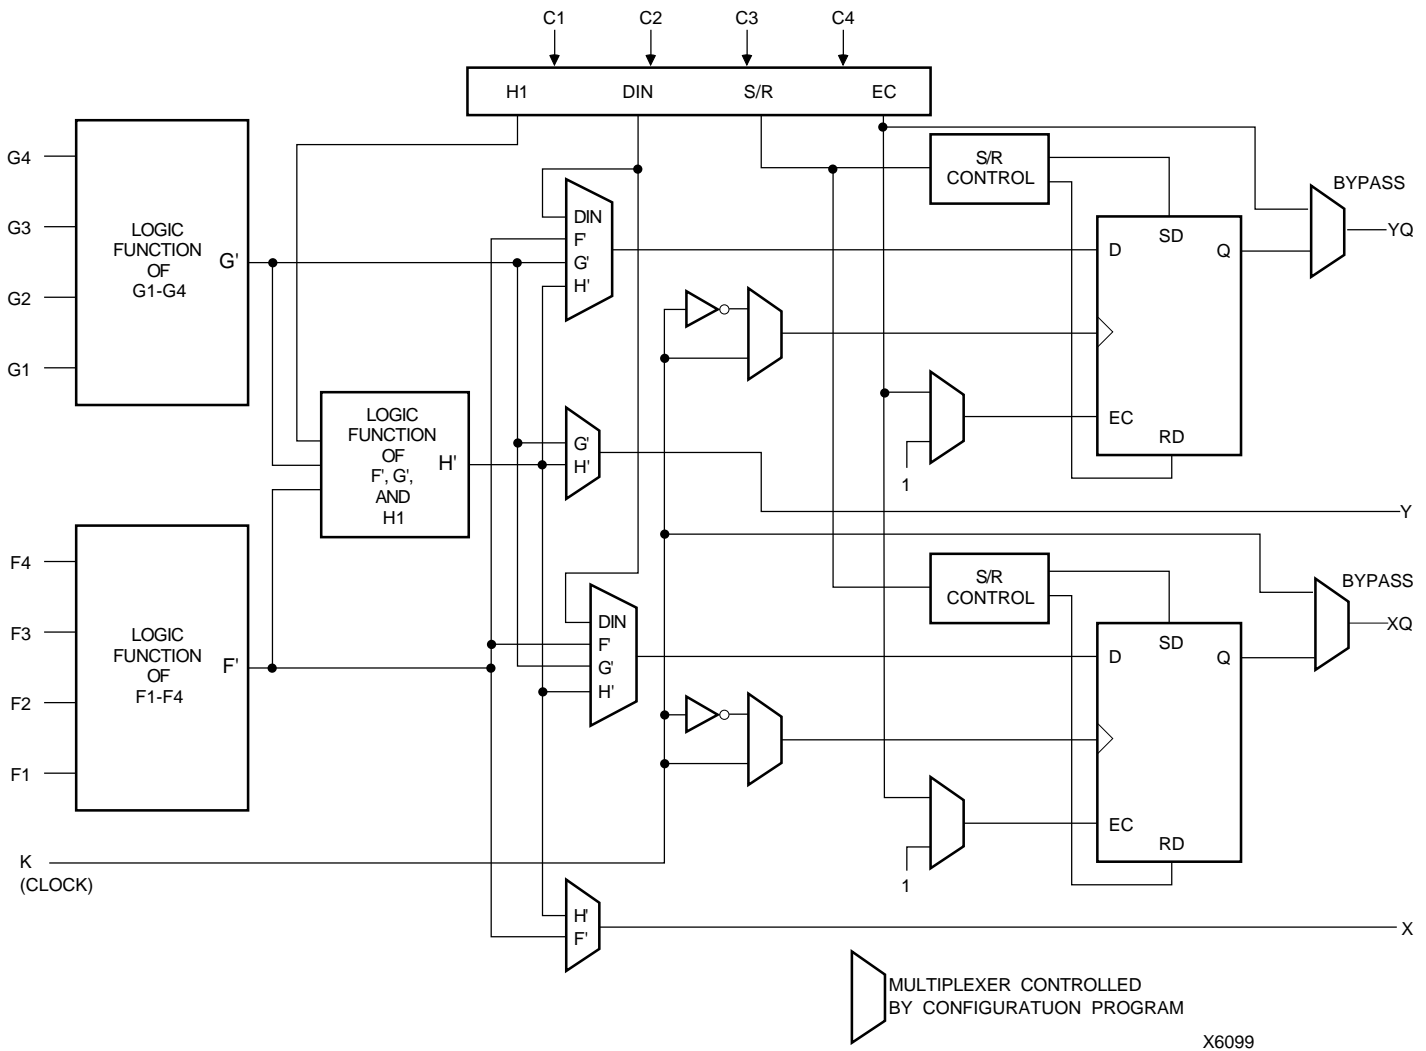 C1 C2 C3 C4
H1 DIN S/R EC
G4
G3
G2
G1
LOGIC
FUNCTION
OF
G1-G4
G'
DIN
F'
G'
H'
S/R
CONTROL
BYPASS
YQ
D
SD
Q
EC
RD
1
LOGIC
FUNCTION
OF
F', G',
AND
H1
H'
G'
H'
Y
F4
F3
F2
F1
LOGIC
FUNCTION
OF
F1-F4
F'
DIN
F'
G'
H'
S/R
CONTROL
BYPASS
XQ
D
SD
Q
EC
RD
1
K
(CLOCK)
H'
F'
X
MULTIPLEXER CONTROLLED
BY CONFIGURATUON PROGRAM
X6099